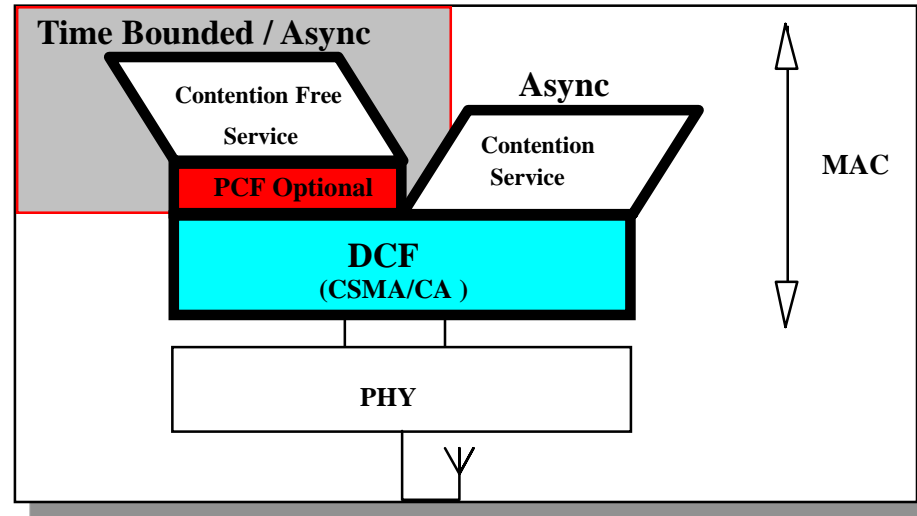 Time Bounded / Async
Contention Free
Service
Async
Contention
Service
MAC
PCF Optional
DCF
(CSMA/CA )
PHY